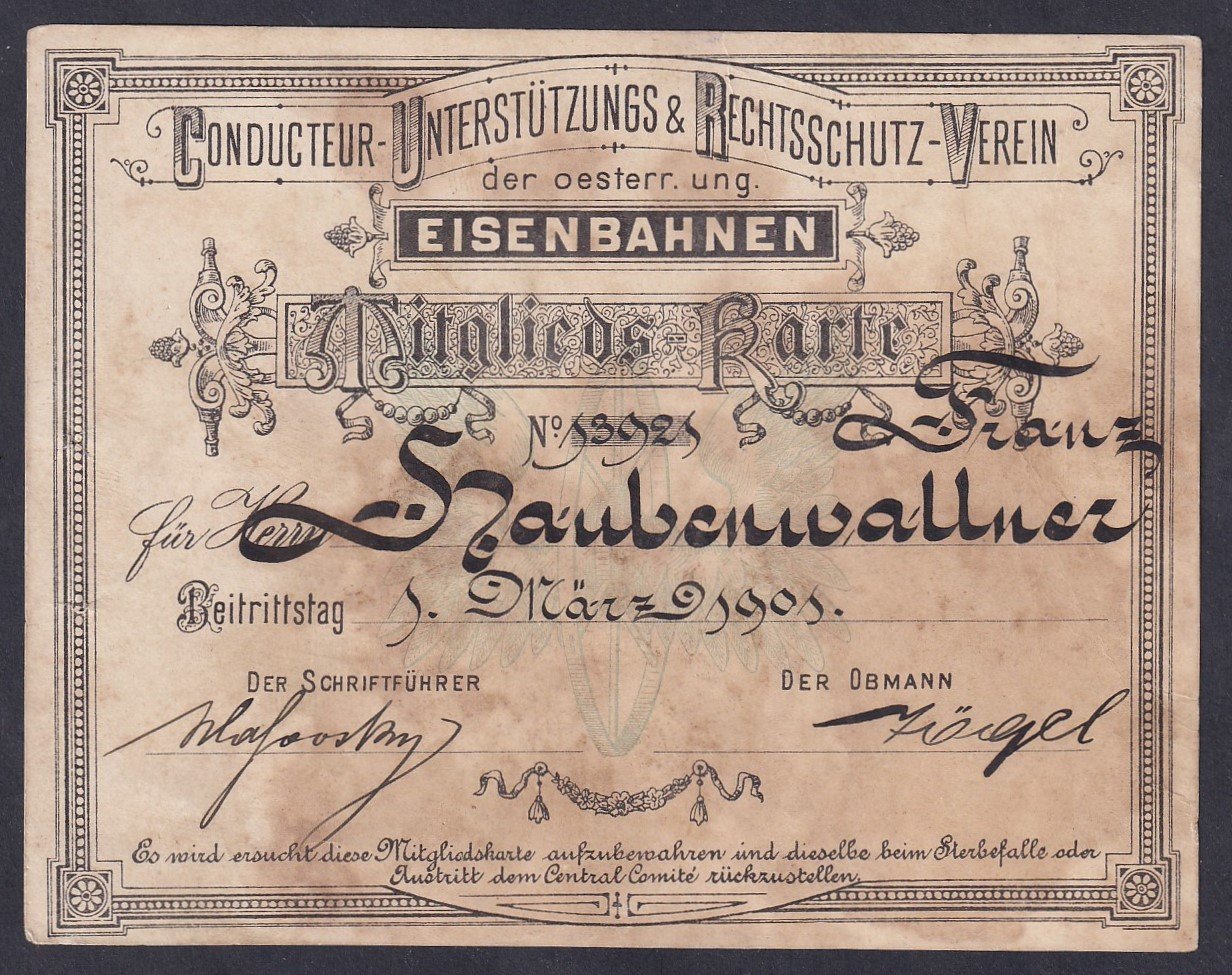 CONDUCTEUR-UNTERSTÜTZUNGS & RECHTSSCHUTZ-VEREIN
der oesterr. ung.
EISENBAHNEN
Mitglieds-Karte
No 13921
Franz
für Herrn Haubenwallner
Beitrittstag 1. März 1901.
DER SCHRIFTFÜHRER DER OBMANN
Es wird ersucht diese Mitgliedskarte aufzubewahren und dieselbe beim Sterbefalle oder
Austritt dem Central Comité rückzustellen.